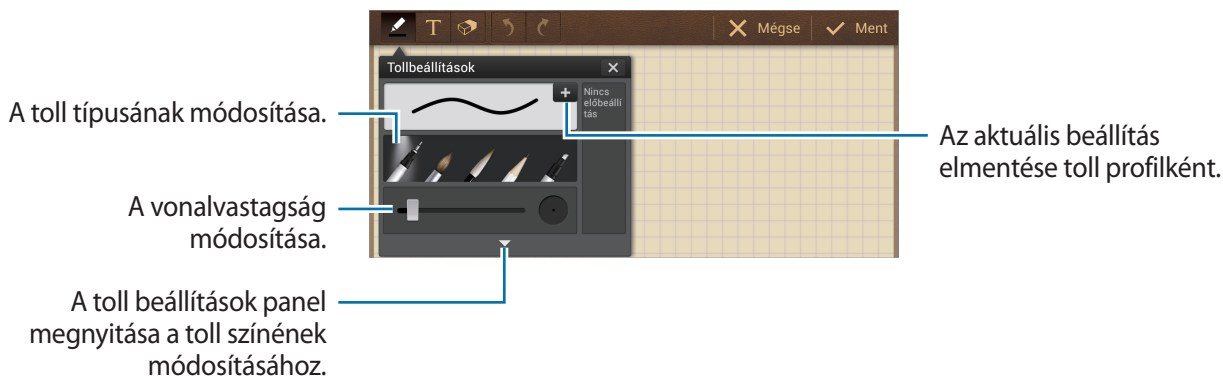 T
Mégse
Ment
Tollbeállítások
Nincs
előbeállí
tás
A toll típusának módosítása.
Az aktuális beállítás
elmentése toll profilként.
A vonalvastagság
módosítása.
A toll beállítások panel
megnyitása a toll színének
módosításához.